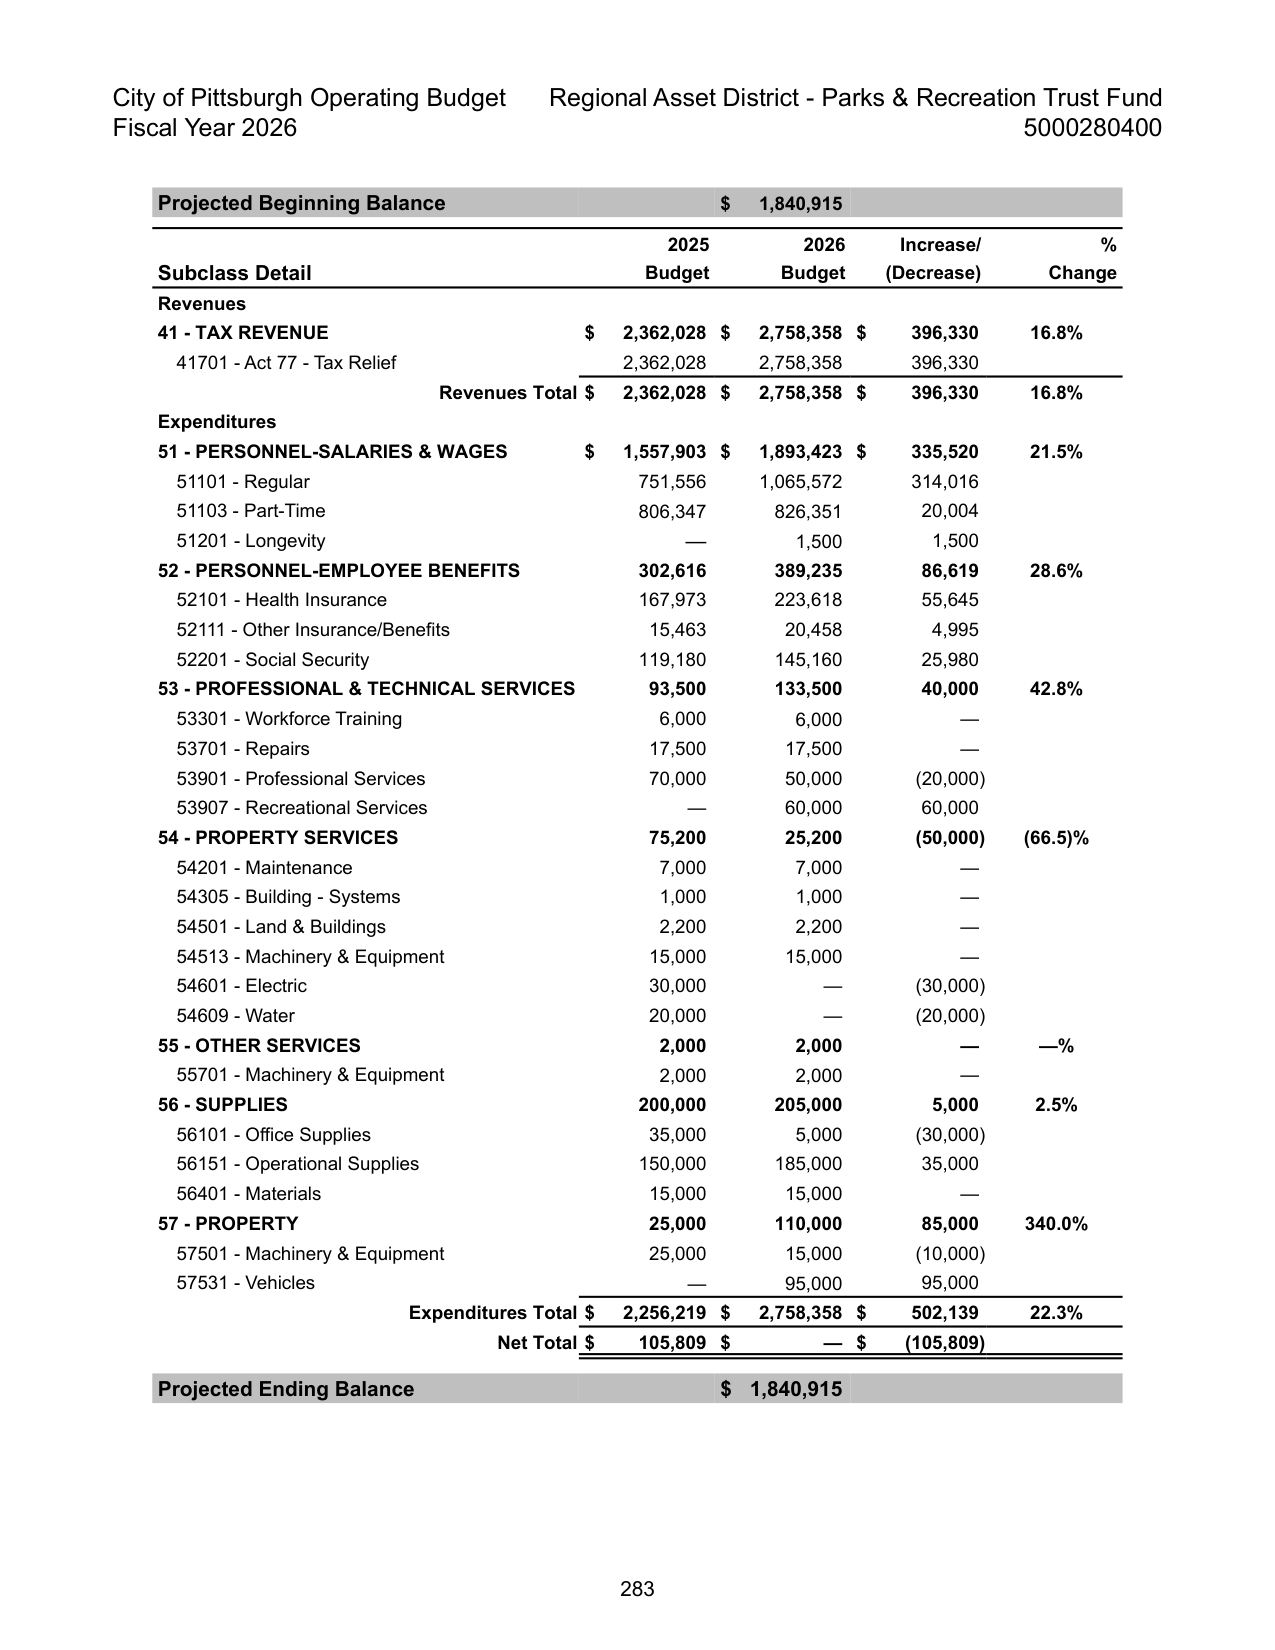 City of Pittsburgh Operating Budget Regional Asset District - Parks & Recreation Trust Fund
Fiscal Year 2026 5000280400
Projected Beginning Balance $ 1,840,915
2025 2026 Increase/ %
Subclass Detail Budget Budget (Decrease) Change
Revenues
41 - TAX REVENUE $ 2,362,028 $ 2,758,358 $ 396,330 16.8%
41701 - Act 77 - Tax Relief 2,362,028 2,758,358 396,330
Revenues Total $ 2,362,028 $ 2,758,358 $ 396,330 16.8%
Expenditures
51 - PERSONNEL-SALARIES & WAGES $ 1,557,903 $ 1,893,423 $ 335,520 21.5%
51101 - Regular 751,556 1,065,572 314,016
51103 - Part-Time 806,347 826,351 20,004
51201 - Longevity — 1,500 1,500
52 - PERSONNEL-EMPLOYEE BENEFITS 302,616 389,235 86,619 28.6%
52101 - Health Insurance 167,973 223,618 55,645
52111 - Other Insurance/Benefits 15,463 20,458 4,995
52201 - Social Security 119,180 145,160 25,980
53 - PROFESSIONAL & TECHNICAL SERVICES 93,500 133,500 40,000 42.8%
53301 - Workforce Training 6,000 6,000 —
53701 - Repairs 17,500 17,500 —
53901 - Professional Services 70,000 50,000 (20,000)
53907 - Recreational Services — 60,000 60,000
54 - PROPERTY SERVICES 75,200 25,200 (50,000) (66.5)%
54201 - Maintenance 7,000 7,000 —
54305 - Building - Systems 1,000 1,000 —
54501 - Land & Buildings 2,200 2,200 —
54513 - Machinery & Equipment 15,000 15,000 —
54601 - Electric 30,000 — (30,000)
54609 - Water 20,000 — (20,000)
55 - OTHER SERVICES 2,000 2,000 — —%
55701 - Machinery & Equipment 2,000 2,000 —
56 - SUPPLIES 200,000 205,000 5,000 2.5%
56101 - Office Supplies 35,000 5,000 (30,000)
56151 - Operational Supplies 150,000 185,000 35,000
56401 - Materials 15,000 15,000 —
57 - PROPERTY 25,000 110,000 85,000 340.0%
57501 - Machinery & Equipment 25,000 15,000 (10,000)
57531 - Vehicles — 95,000 95,000
Expenditures Total $ 2,256,219 $ 2,758,358 $ 502,139 22.3%
Net Total $ 105,809 $ — $ (105,809)
Projected Ending Balance $ 1,840,915
283